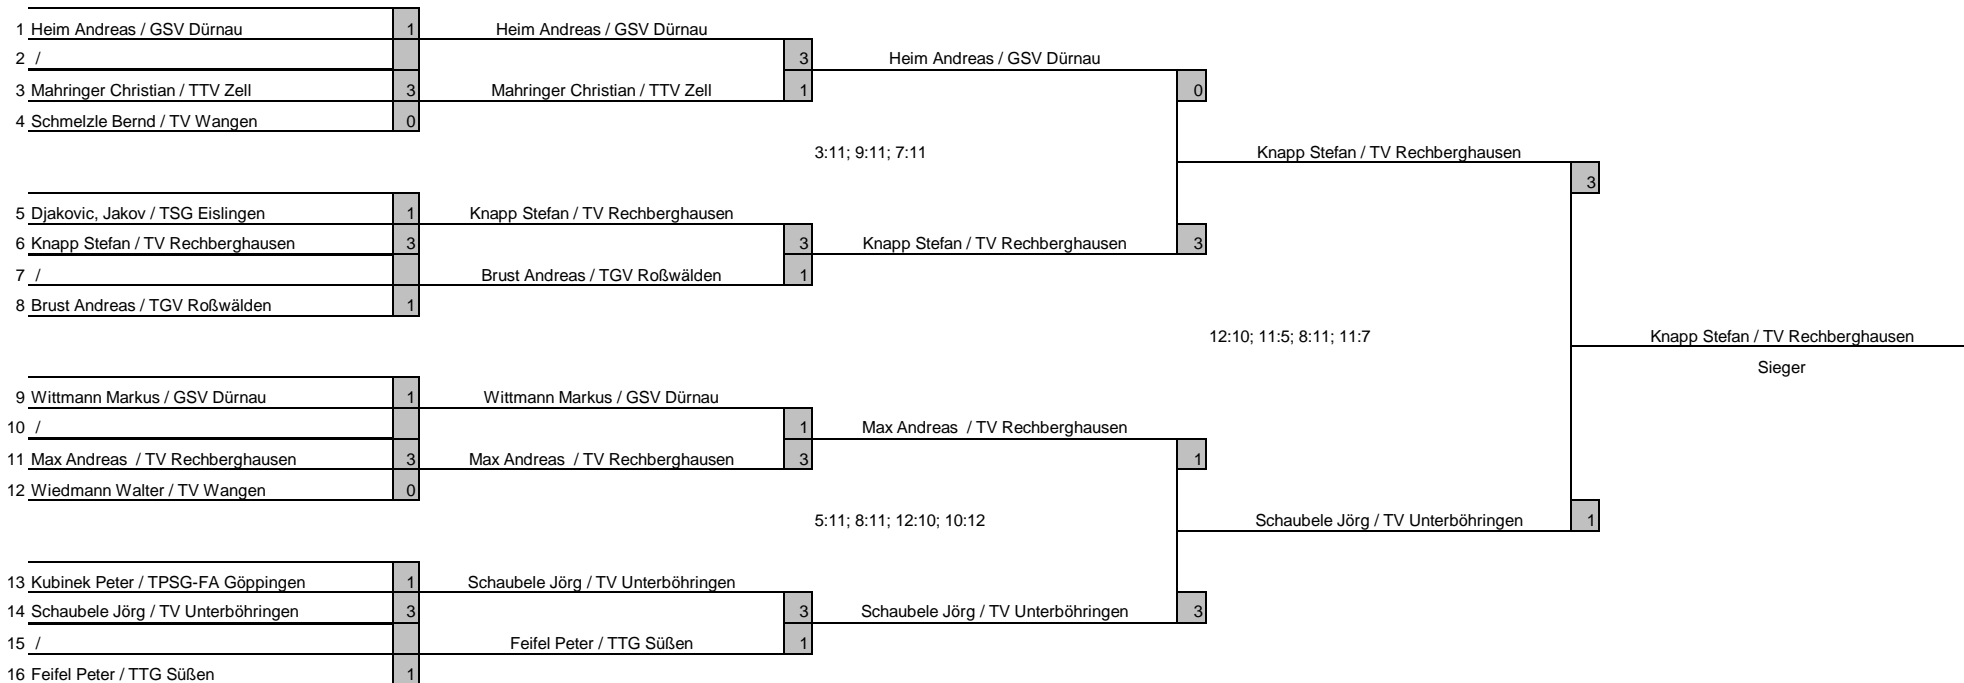 1 Heim Andreas / GSV Dürnau 1 Heim Andreas / GSV Dürnau
2 / 3 Heim Andreas / GSV Dürnau
3 Mahringer Christian / TTV Zell 3 Mahringer Christian / TTV Zell 1 0
4 Schmelzle Bernd / TV Wangen 0
3:11; 9:11; 7:11 Knapp Stefan / TV Rechberghausen
3
5 Djakovic, Jakov / TSG Eislingen 1 Knapp Stefan / TV Rechberghausen
6 Knapp Stefan / TV Rechberghausen 3 3 Knapp Stefan / TV Rechberghausen 3
7 / Brust Andreas / TGV Roßwälden 1
8 Brust Andreas / TGV Roßwälden 1
12:10; 11:5; 8:11; 11:7 Knapp Stefan / TV Rechberghausen
Sieger
9 Wittmann Markus / GSV Dürnau 1 Wittmann Markus / GSV Dürnau
10 / 1 Max Andreas / TV Rechberghausen
11 Max Andreas / TV Rechberghausen 3 Max Andreas / TV Rechberghausen 3 1
12 Wiedmann Walter / TV Wangen 0
5:11; 8:11; 12:10; 10:12 Schaubele Jörg / TV Unterböhringen 1
13 Kubinek Peter / TPSG-FA Göppingen 1 Schaubele Jörg / TV Unterböhringen
14 Schaubele Jörg / TV Unterböhringen 3 3 Schaubele Jörg / TV Unterböhringen 3
15 / Feifel Peter / TTG Süßen 1
16 Feifel Peter / TTG Süßen 1